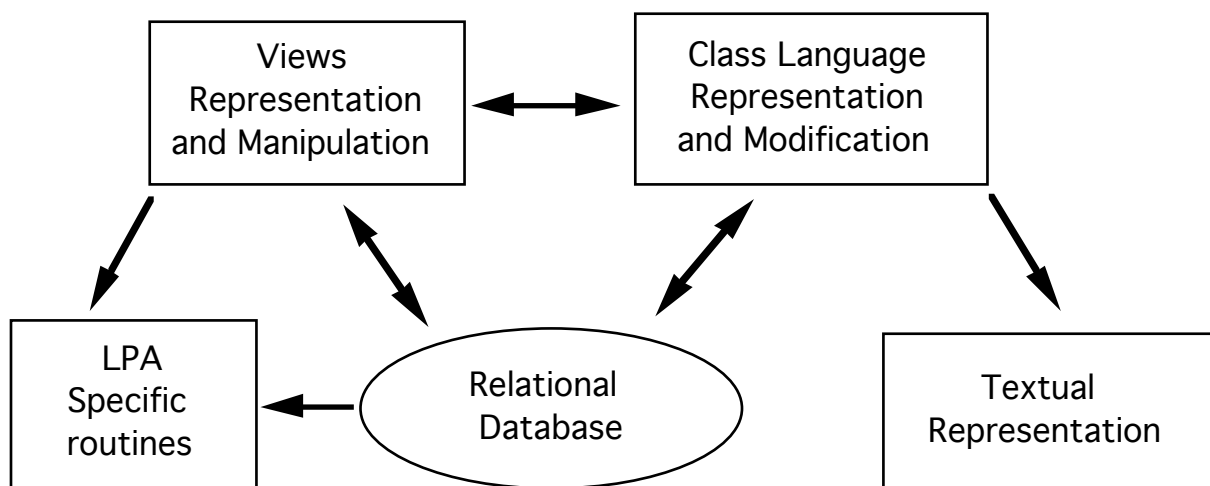 Views
Representation
and Manipulation
Class Language
Representation
and Modification
LPA
Specific
routines
Relational
Database
Textual
Representation